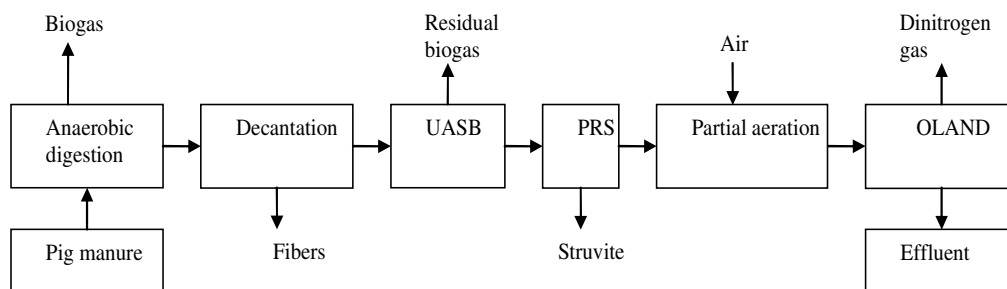 Biogas
Residual
biogas
Air
Dinitrogen
gas
Anaerobic
digestion
Decantation
UASB
PRS
Partial aeration
OLAND
Pig manure
Fibers
Struvite
Effluent